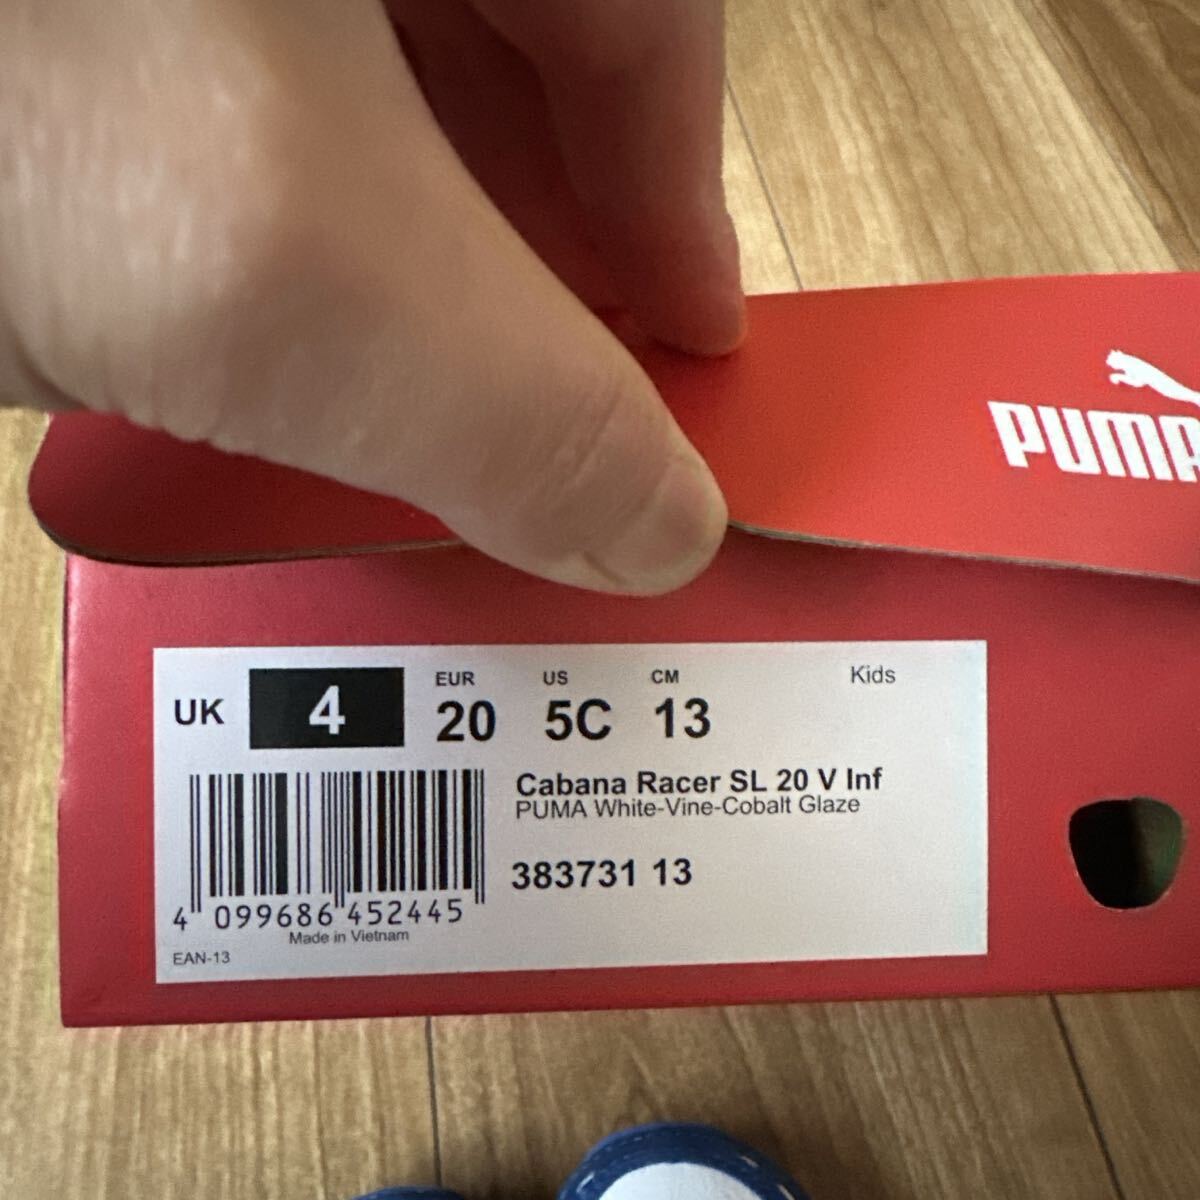 PUMA
UK 4 EUR 20 US 5C CM 13 Kids
Cabana Racer SL 20 V Inf
PUMA White-Vine-Cobalt Glaze
383731 13
4 099686 452445
Made in Vietnam
EAN-13